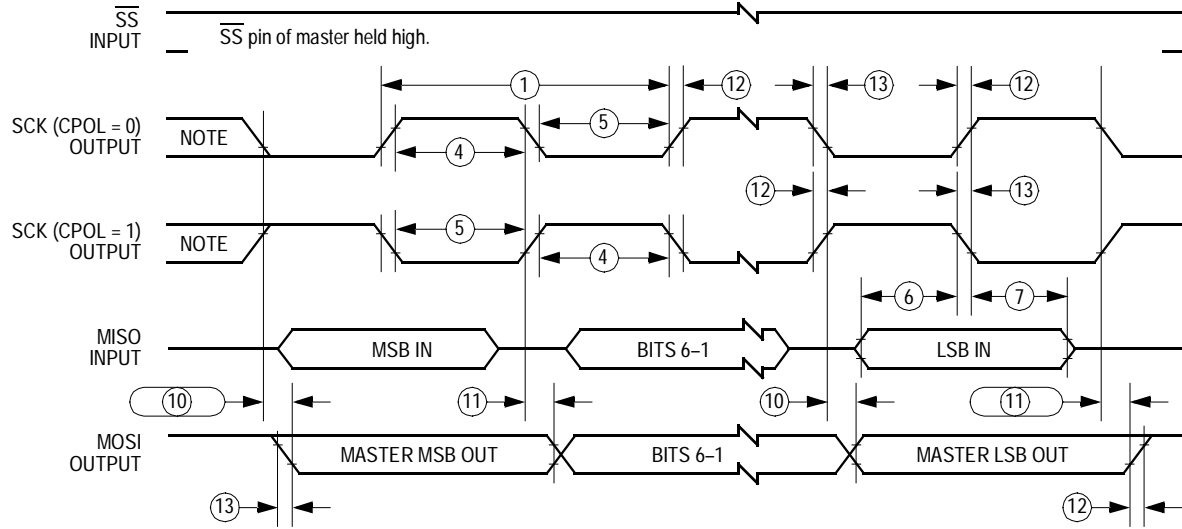 SS
INPUT
SS pin of master held high.
1
12
13
12
SCK (CPOL = 0)
OUTPUT
NOTE
5
4
12
13
SCK (CPOL = 1)
OUTPUT
NOTE
5
4
6
7
MISO
INPUT
MSB IN
BITS 6–1
LSB IN
10
11
10
11
MOSI
OUTPUT
MASTER MSB OUT
BITS 6–1
MASTER LSB OUT
13
12